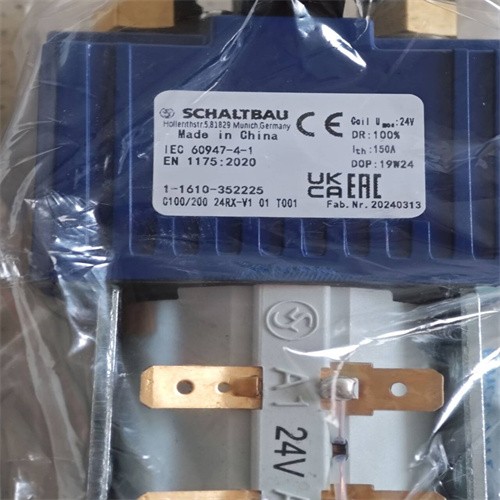 SCHALTBAU
Hollerithstr.5,81829 Munich,Germany
Made in China
IEC 60947-4-1
EN 1175:2020
1-1610-352225
C100/200 24RX-V1 01 T001
CE
Coil U nom:24V
DR:100%
Ith:150A
DOP:19W24
UK
CA
EAC
Fab.Nr.20240313
S
A1
24V